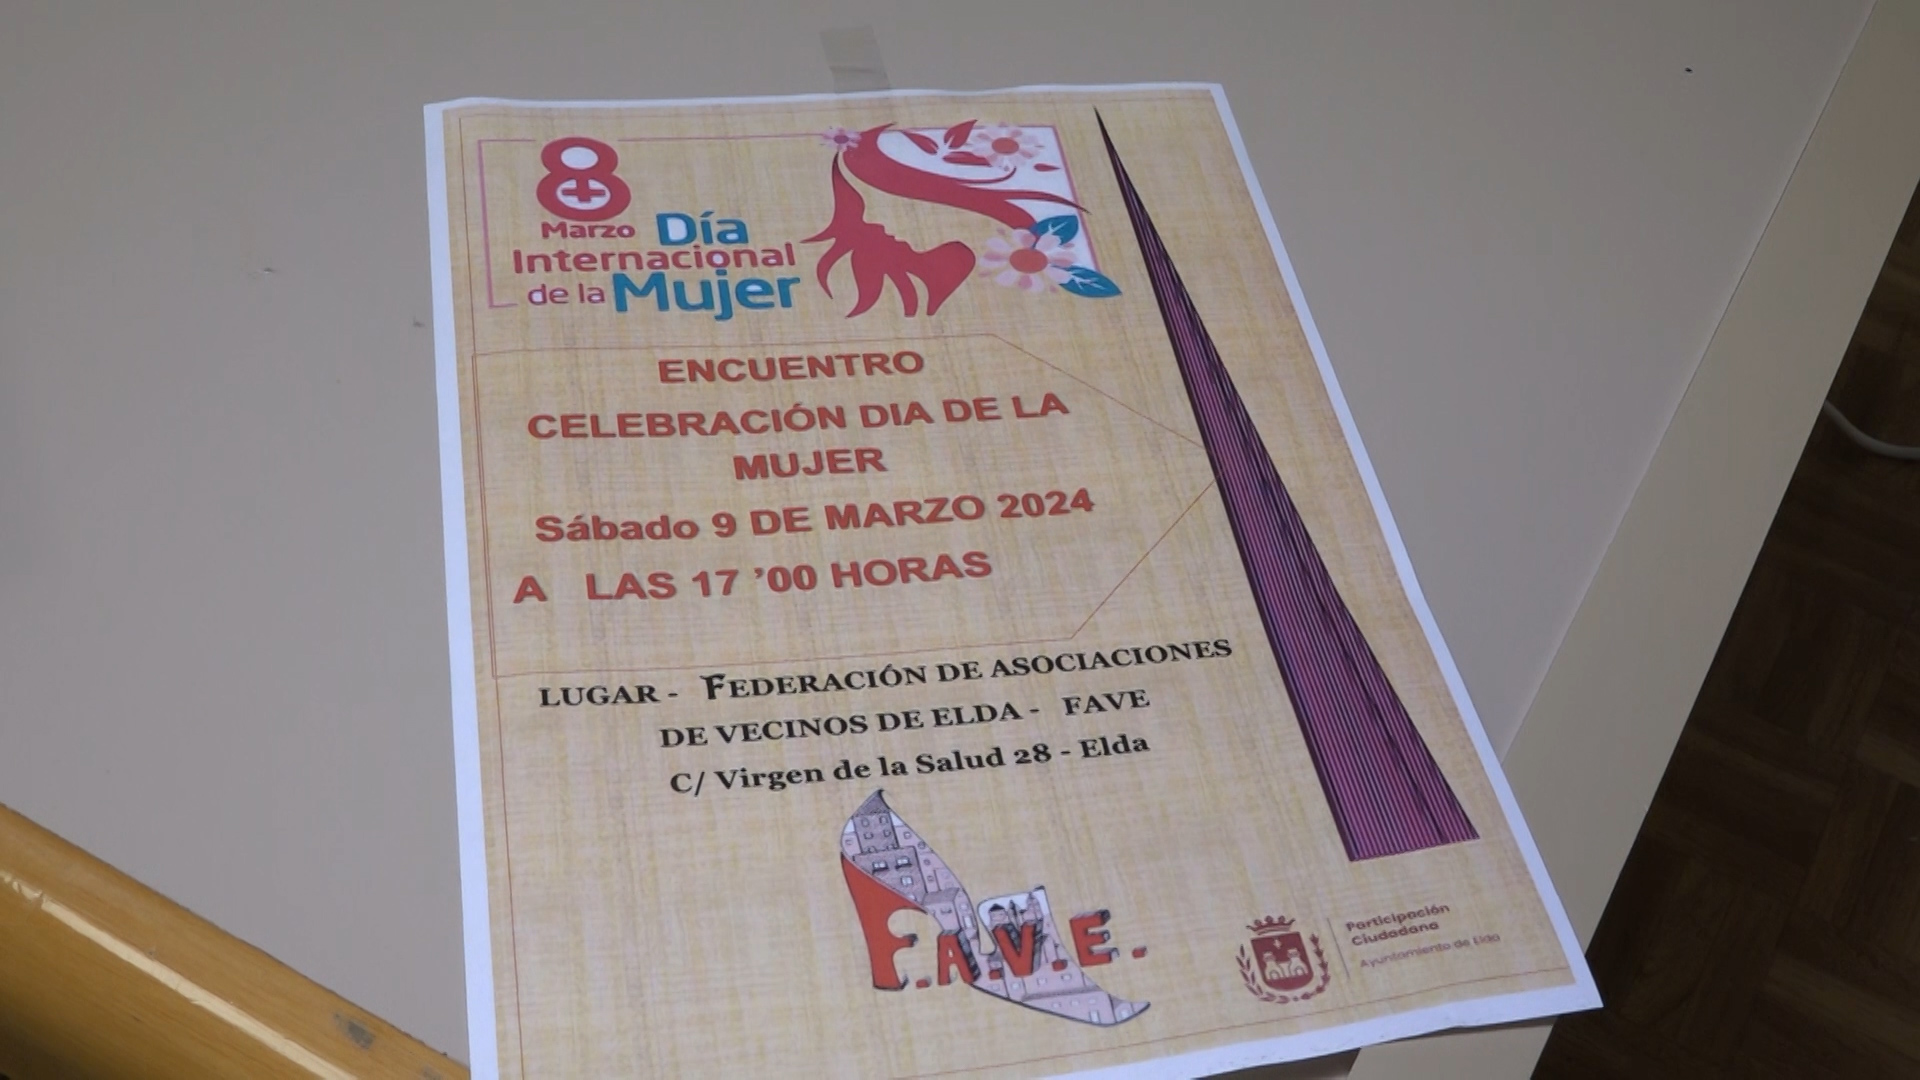 8
Marzo Día
Internacional
de la Mujer
ENCUENTRO
CELEBRACIÓN DIA DE LA
MUJER
Sábado 9 DE MARZO 2024
A LAS 17 ’00 HORAS
LUGAR - FEDERACIÓN DE ASOCIACIONES
DE VECINOS DE ELDA - FAVE
C/ Virgen de la Salud 28 - Elda
F.A.V.E.
Participación
Ciudadana
Ayuntamiento de Elda